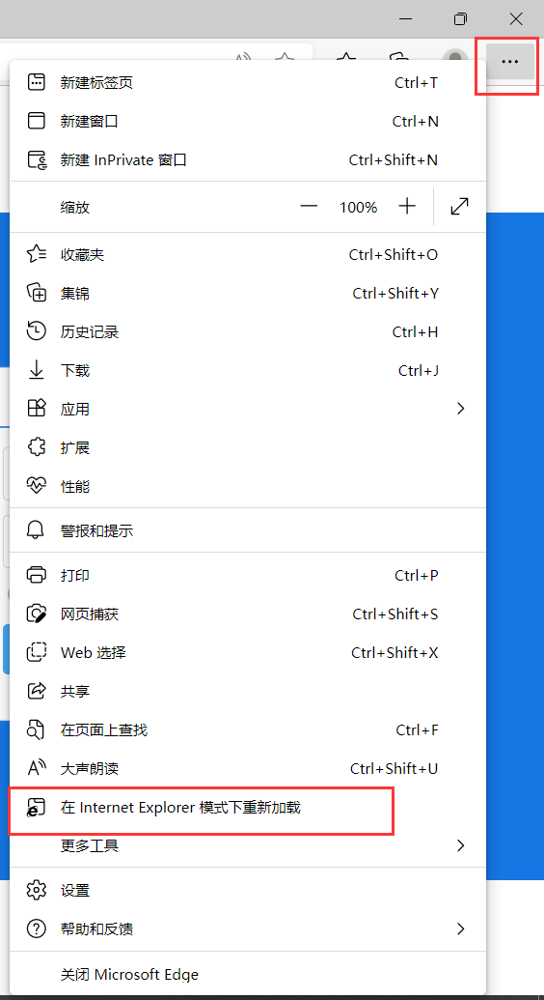 新建标签页 Ctrl+T
新建窗口 Ctrl+N
新建 InPrivate 窗口 Ctrl+Shift+N
缩放 — 100% +
收藏夹 Ctrl+Shift+O
集锦 Ctrl+Shift+Y
历史记录 Ctrl+H
下载 Ctrl+J
应用
扩展
性能
警报和提示
打印 Ctrl+P
网页捕获 Ctrl+Shift+S
Web 选择 Ctrl+Shift+X
共享
在页面上查找 Ctrl+F
大声朗读 Ctrl+Shift+U
在 Internet Explorer 模式下重新加载
更多工具
设置
帮助和反馈
关闭 Microsoft Edge